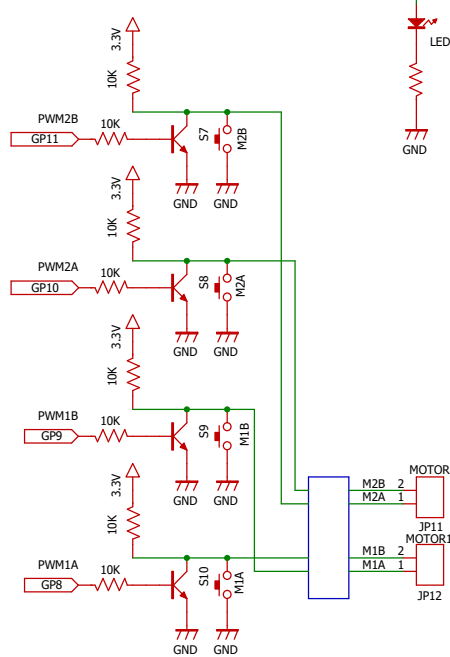 3.3V
10K
PWM2B
10K
GP11
S7
M2B
GND
GND
LED
GND
3.3V
10K
PWM2A
10K
GP10
S8
M2A
GND
GND
3.3V
10K
PWM1B
10K
GP9
S9
M1B
GND
GND
3.3V
10K
PWM1A
10K
GP8
S10
M1A
GND
GND
MOTOR
M2B 2
M2A 1
JP11
MOTOR1
M1B 2
M1A 1
JP12